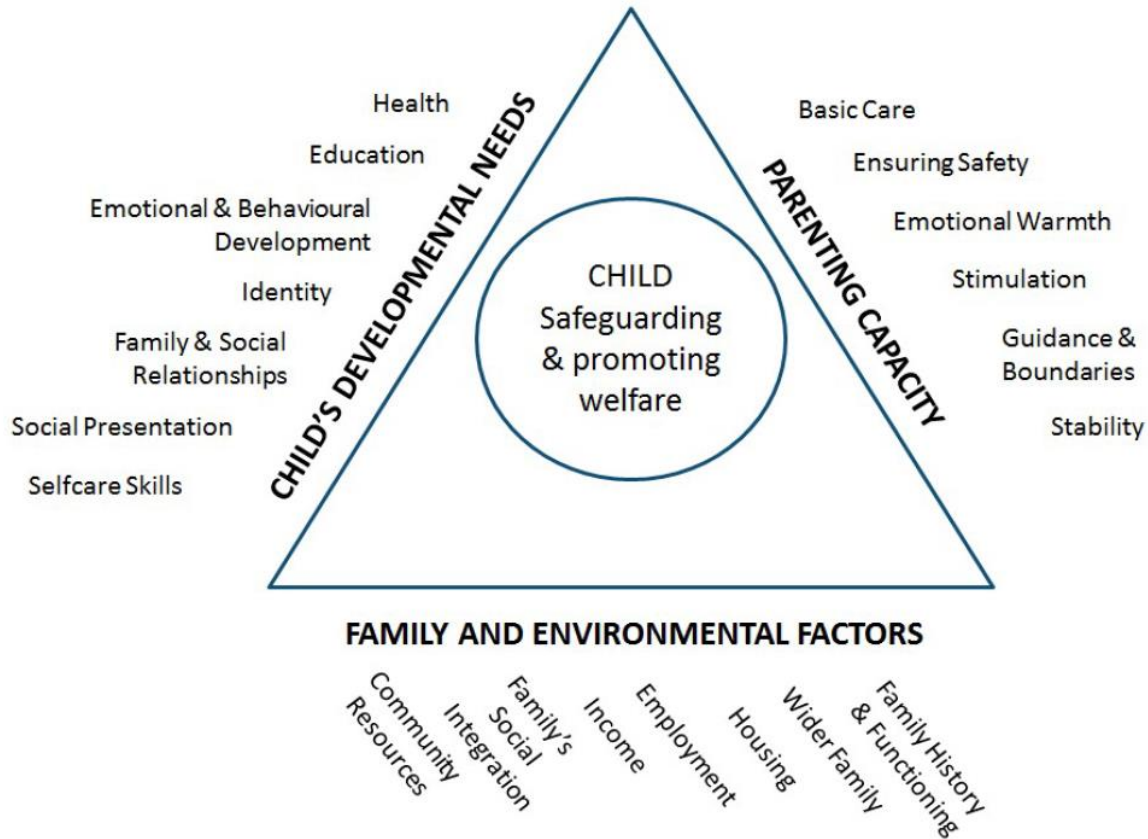 Health
Education
Emotional & Behavioural
Development
Identity
Family & Social
Relationships
Social Presentation
Selfcare Skills
CHILD'S DEVELOPMENTAL NEEDS
CHILD
Safeguarding
& promoting
welfare
PARENTING CAPACITY
Basic Care
Ensuring Safety
Emotional Warmth
Stimulation
Guidance &
Boundaries
Stability
FAMILY AND ENVIRONMENTAL FACTORS
Community
Resources
Family's
Social
Integration
Income
Employment
Housing
Wider Family
Family History
& Functioning